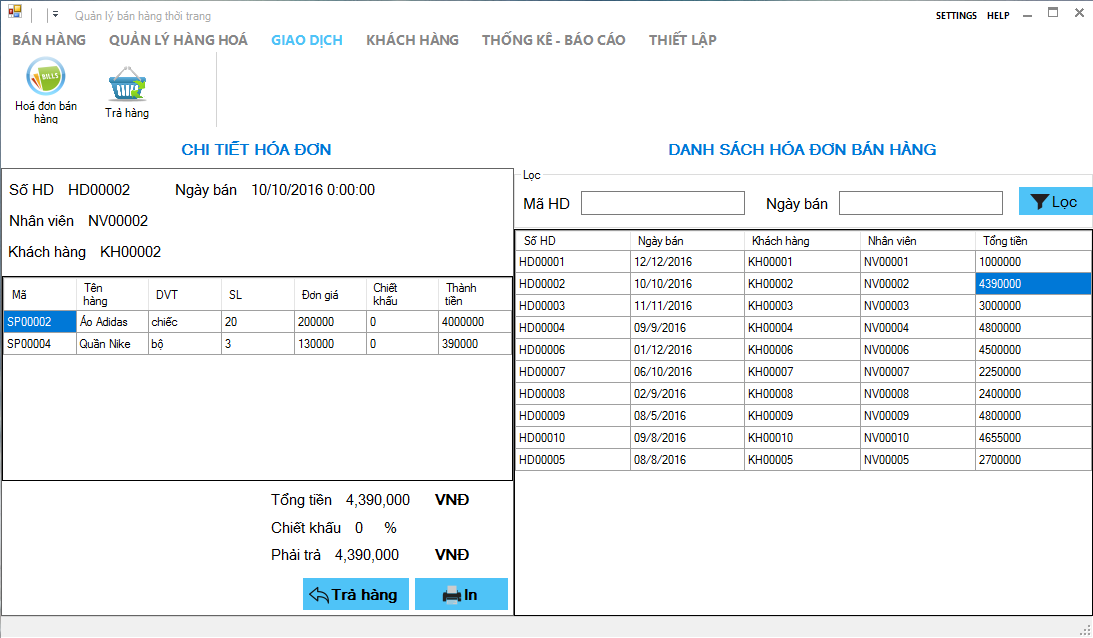 Quản lý bán hàng thời trang
SETTINGS HELP
BÁN HÀNG QUẢN LÝ HÀNG HOÁ GIAO DỊCH KHÁCH HÀNG THỐNG KÊ - BÁO CÁO THIẾT LẬP
BILLS
Hoá đơn bán
hàng
Trả hàng
CHI TIẾT HÓA ĐƠN
Số HD HD00002 Ngày bán 10/10/2016 0:00:00
Nhân viên NV00002
Khách hàng KH00002
Mã Tên hàng DVT SL Đơn giá Chiết khấu Thành tiền
SP00002 Áo Adidas chiếc 20 200000 0 4000000
SP00004 Quần Nike bộ 3 130000 0 390000
Tổng tiền 4,390,000 VNĐ
Chiết khấu 0 %
Phải trả 4,390,000 VNĐ
Trả hàng In
DANH SÁCH HÓA ĐƠN BÁN HÀNG
Lọc
Mã HD Ngày bán Lọc
Số HD Ngày bán Khách hàng Nhân viên Tổng tiền
HD00001 12/12/2016 KH00001 NV00001 1000000
HD00002 10/10/2016 KH00002 NV00002 4390000
HD00003 11/11/2016 KH00003 NV00003 3000000
HD00004 09/9/2016 KH00004 NV00004 4800000
HD00006 01/12/2016 KH00006 NV00006 4500000
HD00007 06/10/2016 KH00007 NV00007 2250000
HD00008 02/9/2016 KH00008 NV00008 2400000
HD00009 08/5/2016 KH00009 NV00009 4800000
HD00010 09/8/2016 KH00010 NV00010 4655000
HD00005 08/8/2016 KH00005 NV00005 2700000